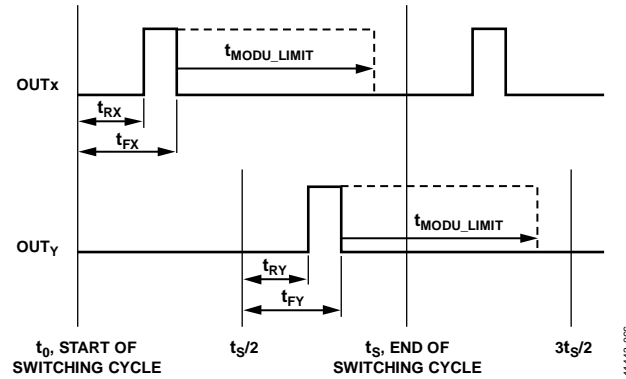 OUTx
tMODU_LIMIT
tRX
tFX
OUTY
tMODU_LIMIT
tRY
tFY
t0, START OF
SWITCHING CYCLE
tS/2
tS, END OF
SWITCHING CYCLE
3tS/2